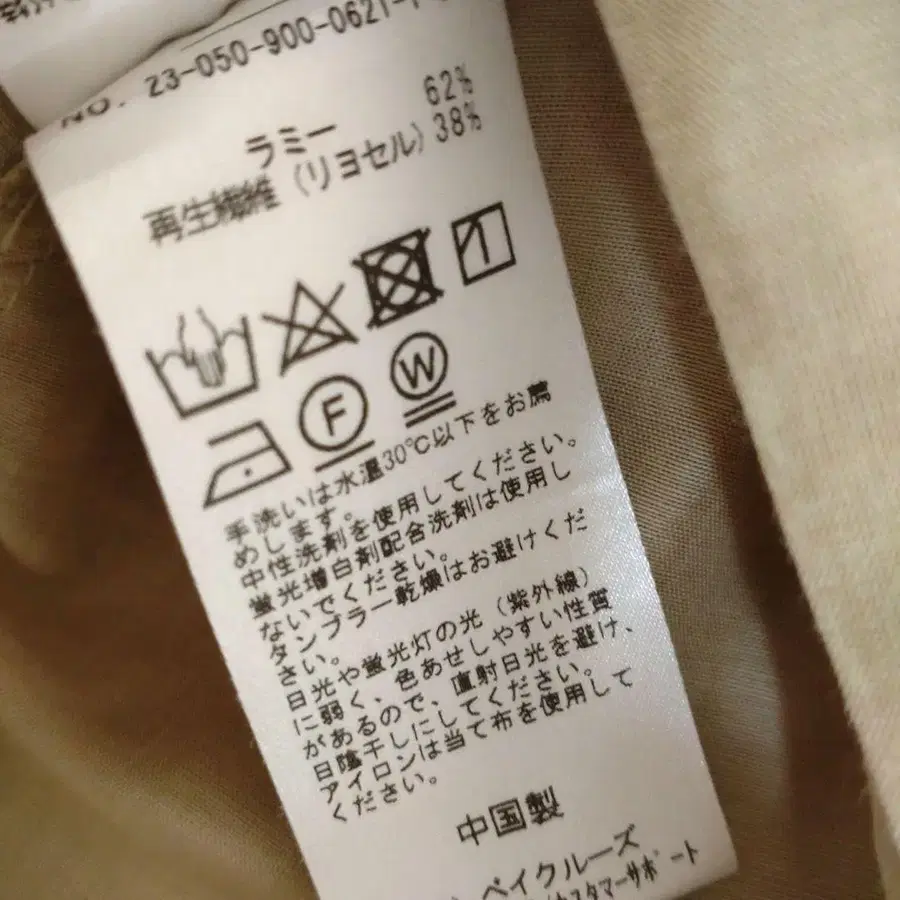 NO. 23-050-900-0621-
ラミー 62%
再生繊維(リヨセル)38%
F W
手洗いは水温30℃以下をお薦
めします。
中性洗剤を使用してください。
蛍光増白剤配合洗剤は使用し
ないでください。
タンブラー乾燥はお避けくだ
さい。
日光や蛍光灯の光(紫外線)
に弱く、色あせしやすい性質
があるので、直射日光を避け、
日陰干しにしてください。
アイロンは当て布を使用して
ください。
中国製
ベイクルーズ
カスタマーサポート